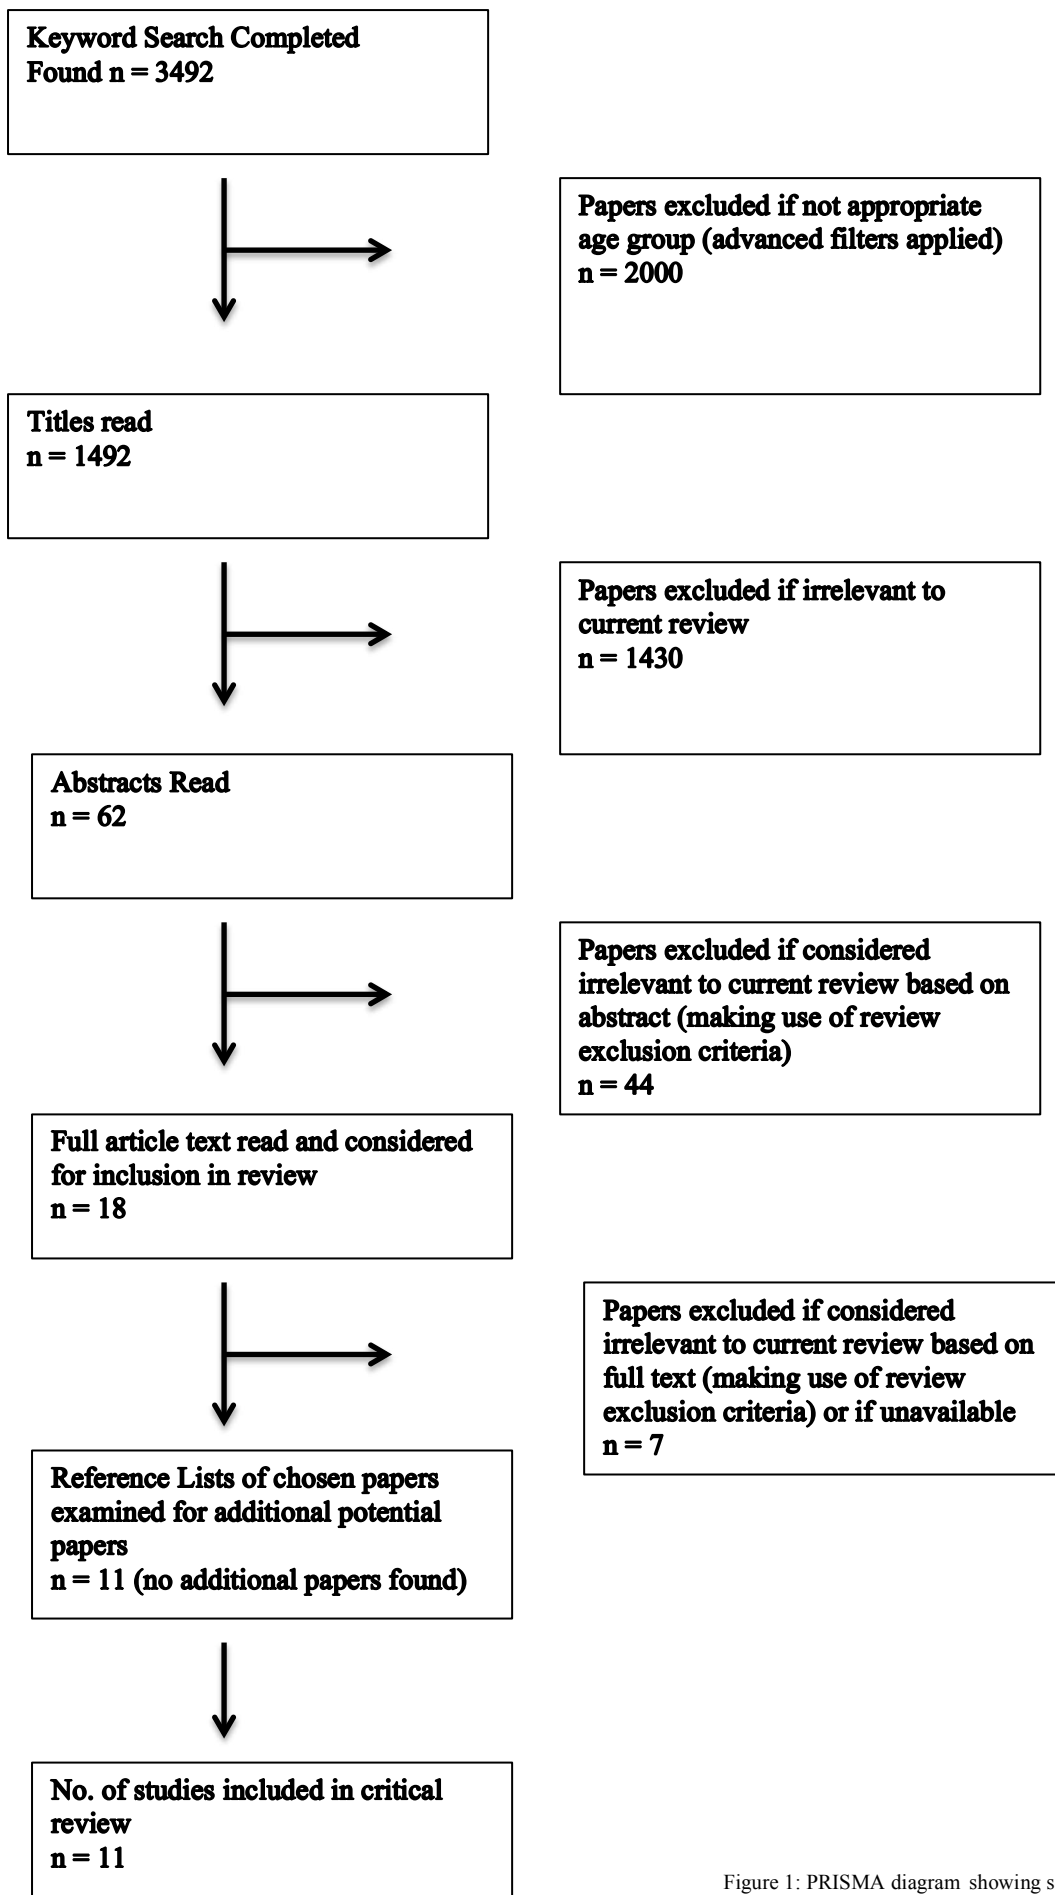 Keyword Search Completed
Found n = 3492
Papers excluded if not appropriate
age group (advanced filters applied)
n = 2000
Titles read
n = 1492
Papers excluded if irrelevant to
current review
n = 1430
Abstracts Read
n = 62
Papers excluded if considered
irrelevant to current review based on
abstract (making use of review
exclusion criteria)
n = 44
Full article text read and considered
for inclusion in review
n = 18
Papers excluded if considered
irrelevant to current review based on
full text (making use of review
exclusion criteria) or if unavailable
n = 7
Reference Lists of chosen papers
examined for additional potential
papers
n = 11 (no additional papers found)
No. of studies included in critical
review
n = 11
Figure 1: PRISMA diagram showing